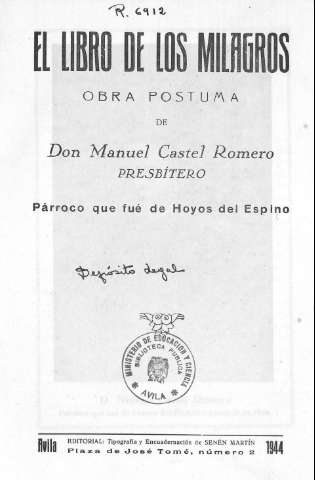 R. 6912
EL LIBRO DE LOS MILAGROS
OBRA POSTUMA
DE
Don Manuel Castel Romero
PRESBÍTERO
Párroco que fué de Hoyos del Espino
Depósito legal
MINISTERIO DE EDUCACION Y CIENCIA
BIBLIOTECA PUBLICA
AVILA
Avila
EDITORIAL: Tipografía y Encuadernación de SENÉN MARTÍN
Plaza de José Tomé, número 2
1944